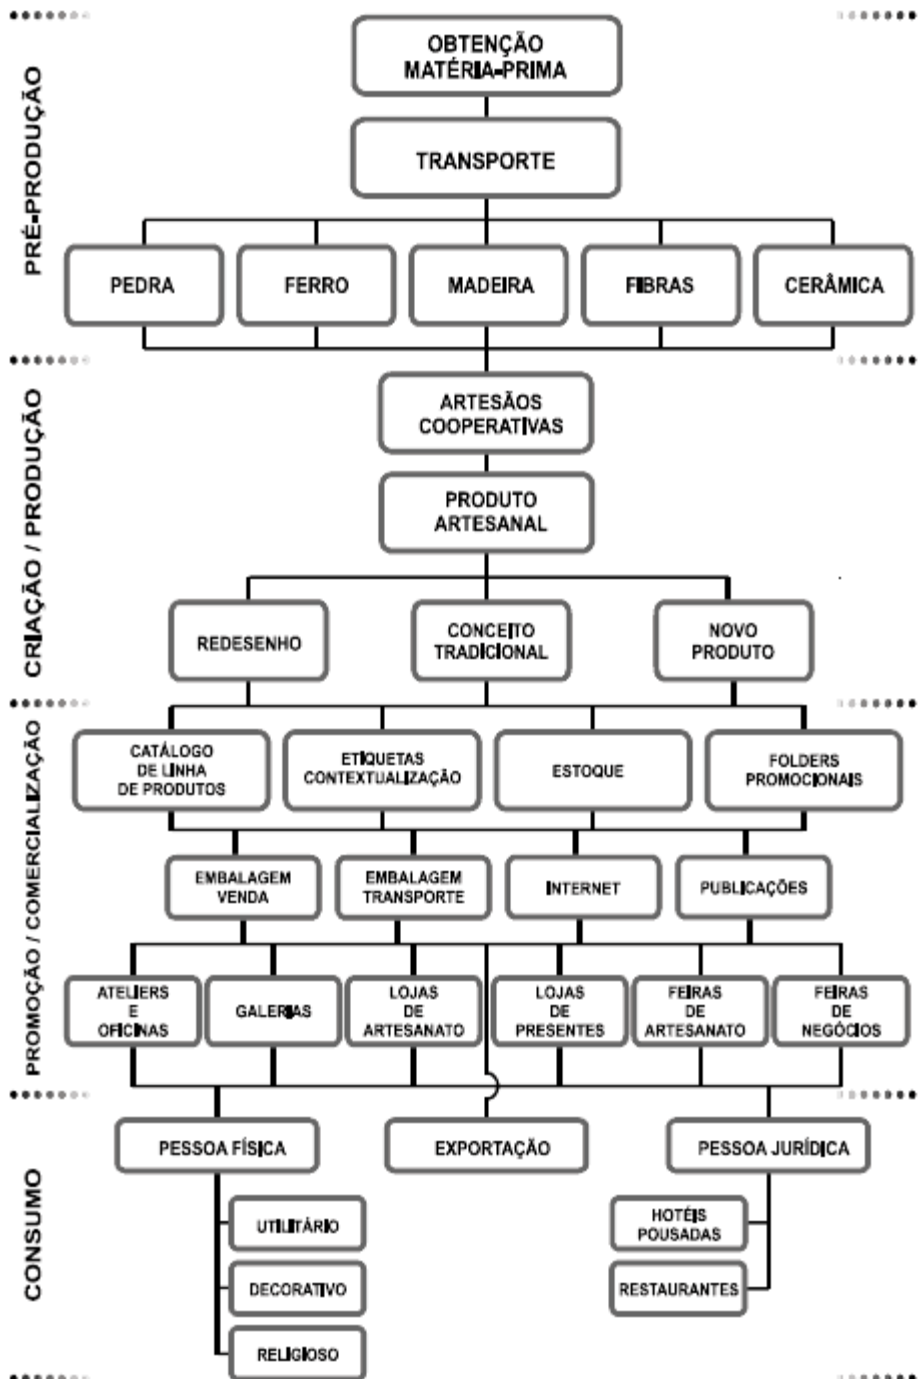 PRÉ-PRODUÇÃO
OBTENÇÃO
MATÉRIA-PRIMA
TRANSPORTE
PEDRA
FERRO
MADEIRA
FIBRAS
CERÂMICA
CRIAÇÃO / PRODUÇÃO
ARTESÃOS
COOPERATIVAS
PRODUTO
ARTESANAL
REDESENHO
CONCEITO
TRADICIONAL
NOVO
PRODUTO
PROMOÇÃO / COMERCIALIZAÇÃO
CATÁLOGO
DE LINHA
DE PRODUTOS
ETIQUETAS
CONTEXTUALIZAÇÃO
ESTOQUE
FOLDERS
PROMOCIONAIS
EMBALAGEM
VENDA
EMBALAGEM
TRANSPORTE
INTERNET
PUBLICAÇÕES
ATELIERS
E
OFICINAS
GALERIAS
LOJAS
DE
ARTESANATO
LOJAS
DE
PRESENTES
FEIRAS
DE
ARTESANATO
FEIRAS
DE
NEGÓCIOS
CONSUMO
PESSOA FÍSICA
EXPORTAÇÃO
PESSOA JURÍDICA
UTILITÁRIO
DECORATIVO
RELIGIOSO
HOTÉIS
POUSADAS
RESTAURANTES